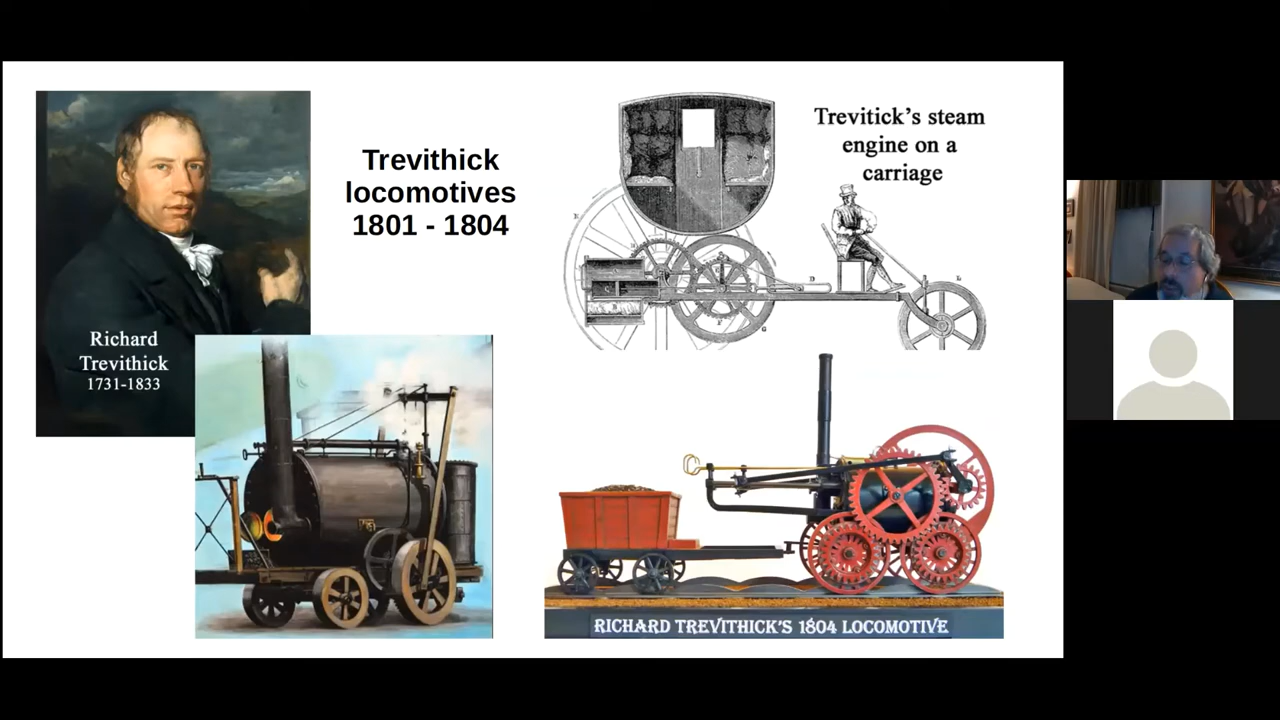 Trevithick
locomotives
1801 - 1804
Richard
Trevithick
1731-1833
Trevitick's steam
engine on a
carriage
RICHARD TREVITHICK'S 1804 LOCOMOTIVE